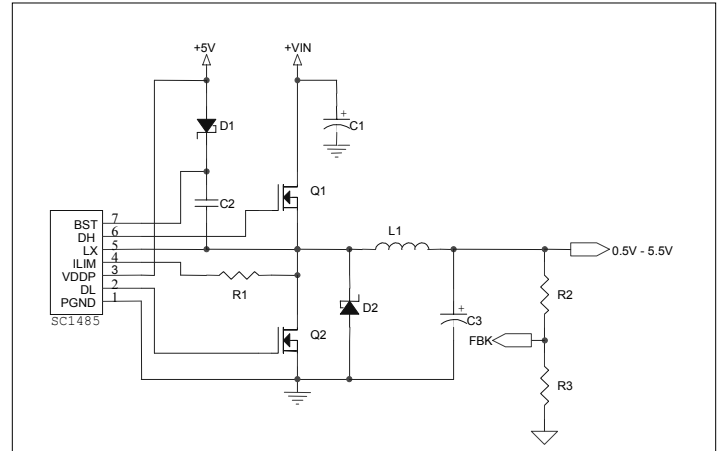 +5V
+VIN
+
C1
D1
C2
Q1
BST 7
DH 6
LX 5
ILIM 4
VDDP 3
DL 2
PGND 1
SC1485
R1
Q2
L1
D2
+
C3
0.5V - 5.5V
R2
FBK
R3